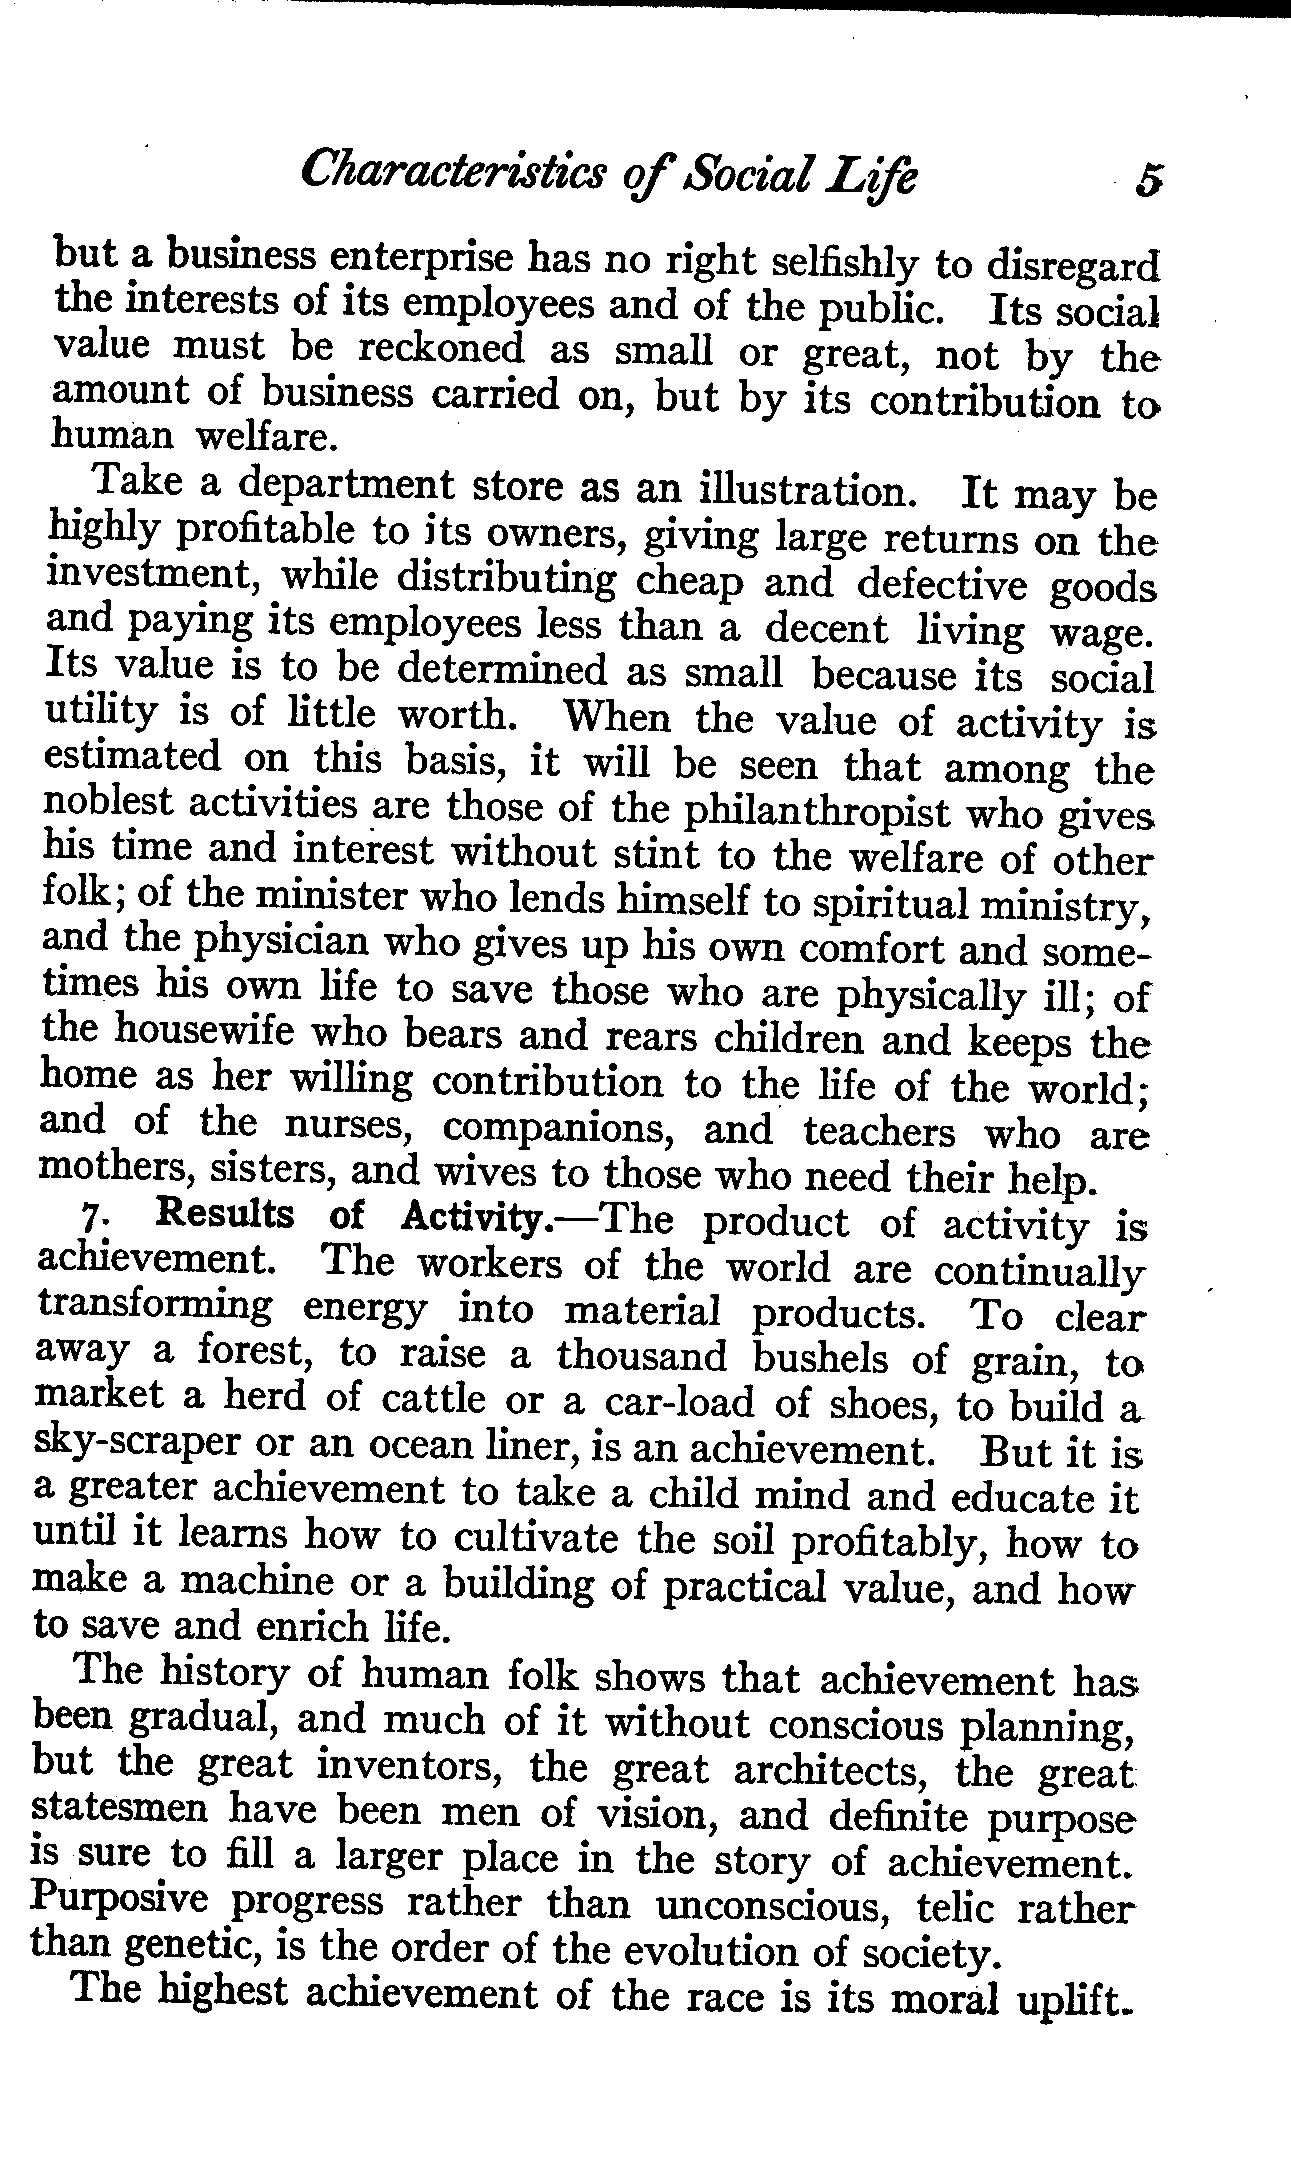 Characteristics of Social Life 5
but a business enterprise has no right selfishly to disregard
the interests of its employees and of the public. Its social
value must be reckoned as small or great, not by the
amount of business carried on, but by its contribution to
human welfare.
Take a department store as an illustration. It may be
highly profitable to its owners, giving large returns on the
investment, while distributing cheap and defective goods
and paying its employees less than a decent living wage.
Its value is to be determined as small because its social
utility is of little worth. When the value of activity is
estimated on this basis, it will be seen that among the
noblest activities are those of the philanthropist who gives
his time and interest without stint to the welfare of other
folk; of the minister who lends himself to spiritual ministry,
and the physician who gives up his own comfort and some-
times his own life to save those who are physically ill; of
the housewife who bears and rears children and keeps the
home as her willing contribution to the life of the world;
and of the nurses, companions, and teachers who are
mothers, sisters, and wives to those who need their help.
7. Results of Activity.—The product of activity is
achievement. The workers of the world are continually
transforming energy into material products. To clear
away a forest, to raise a thousand bushels of grain, to
market a herd of cattle or a car-load of shoes, to build a
sky-scraper or an ocean liner, is an achievement. But it is
a greater achievement to take a child mind and educate it
until it learns how to cultivate the soil profitably, how to
make a machine or a building of practical value, and how
to save and enrich life.
The history of human folk shows that achievement has
been gradual, and much of it without conscious planning,
but the great inventors, the great architects, the great
statesmen have been men of vision, and definite purpose
is sure to fill a larger place in the story of achievement.
Purposive progress rather than unconscious, telic rather
than genetic, is the order of the evolution of society.
The highest achievement of the race is its moral uplift.